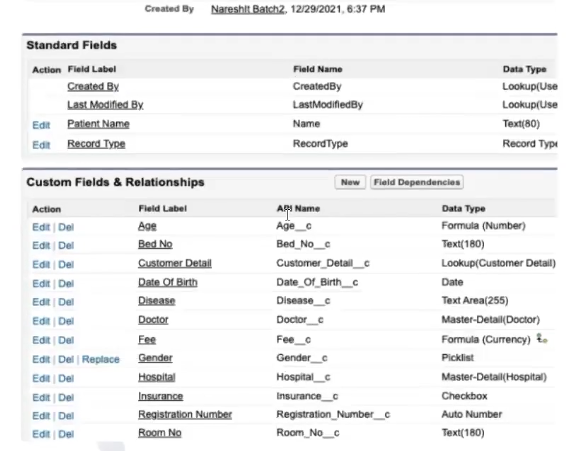 Created By Nareshit Batch2, 12/29/2021, 6:37 PM
Standard Fields
Action Field Label Field Name Data Type
Created By CreatedBy Lookup(Use
Last Modified By LastModifiedBy Lookup(Use
Edit Patient Name Name Text(80)
Edit Record Type RecordType Record Type
Custom Fields & Relationships New Field Dependencies
Action Field Label API Name Data Type
Edit | Del Age Age__c Formula (Number)
Edit | Del Bed No Bed_No__c Text(180)
Edit | Del Customer Detail Customer_Detail__c Lookup(Customer Detail)
Edit | Del Date Of Birth Date_Of_Birth__c Date
Edit | Del Disease Disease__c Text Area(255)
Edit | Del Doctor Doctor__c Master-Detail(Doctor)
Edit | Del Fee Fee__c Formula (Currency)
Edit | Del | Replace Gender Gender__c Picklist
Edit | Del Hospital Hospital__c Master-Detail(Hospital)
Edit | Del Insurance Insurance__c Checkbox
Edit | Del Registration Number Registration_Number__c Auto Number
Edit | Del Room No Room_No__c Text(180)